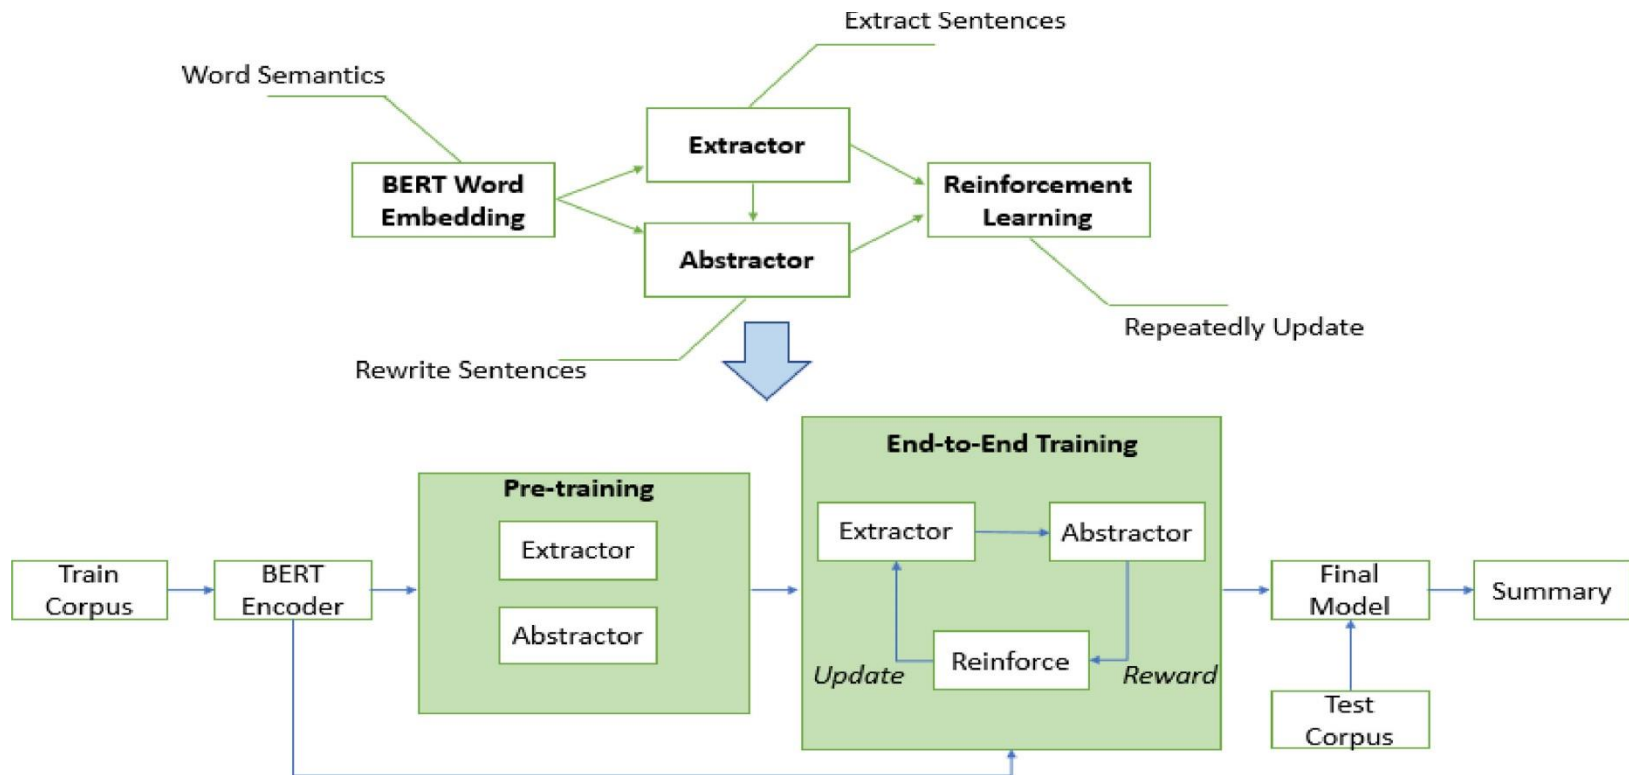 Extract Sentences
Word Semantics
Extractor
BERT Word
Embedding
Reinforcement
Learning
Abstractor
Repeatedly Update
Rewrite Sentences
End-to-End Training
Pre-training
Extractor
Abstractor
Extractor
Abstractor
Train
Corpus
BERT
Encoder
Final
Model
Summary
Update
Reinforce
Reward
Test
Corpus